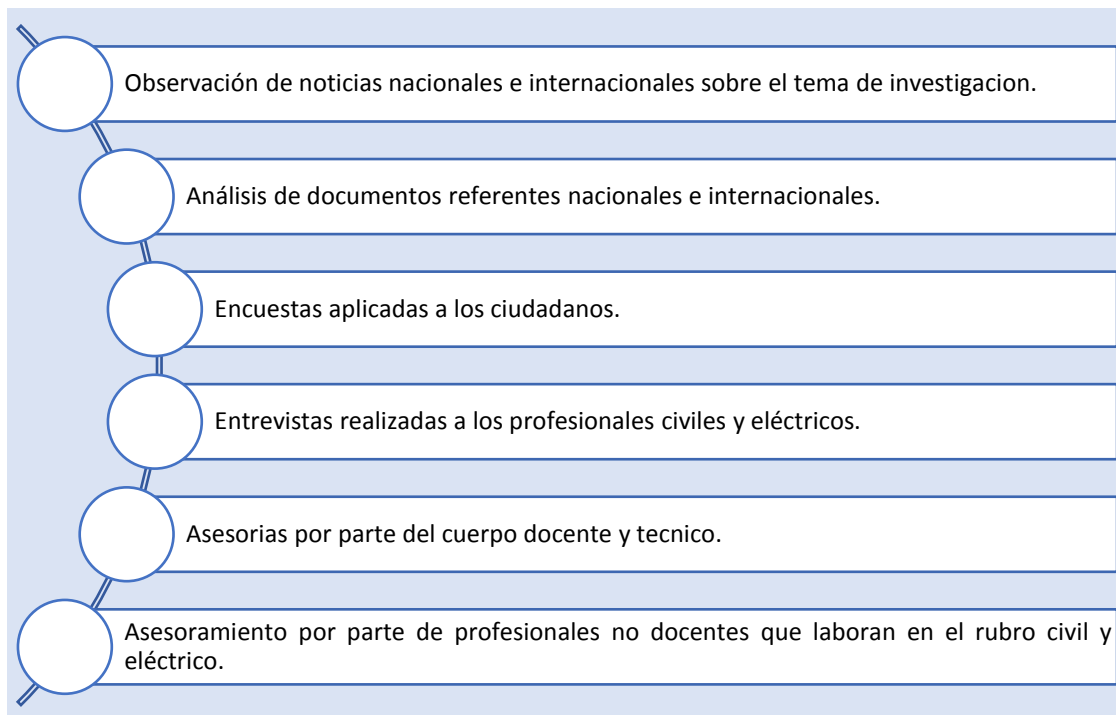 Observación de noticias nacionales e internacionales sobre el tema de investigacion.
Análisis de documentos referentes nacionales e internacionales.
Encuestas aplicadas a los ciudadanos.
Entrevistas realizadas a los profesionales civiles y eléctricos.
Asesorias por parte del cuerpo docente y tecnico.
Asesoramiento por parte de profesionales no docentes que laboran en el rubro civil y
eléctrico.